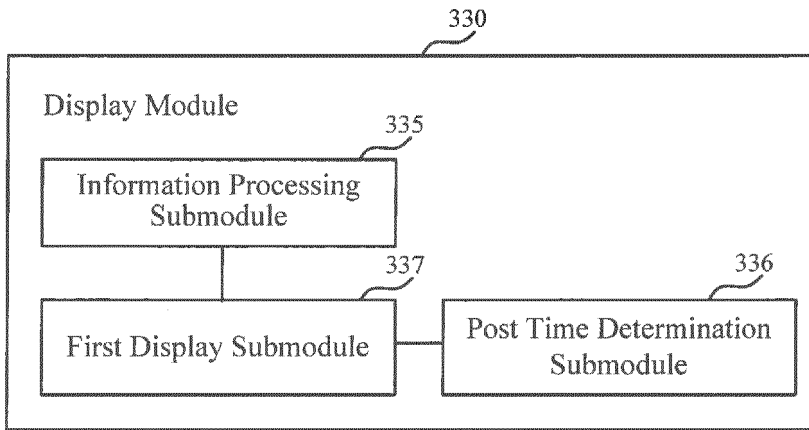 330
Display Module
335
Information Processing
Submodule
337
First Display Submodule
336
Post Time Determination
Submodule